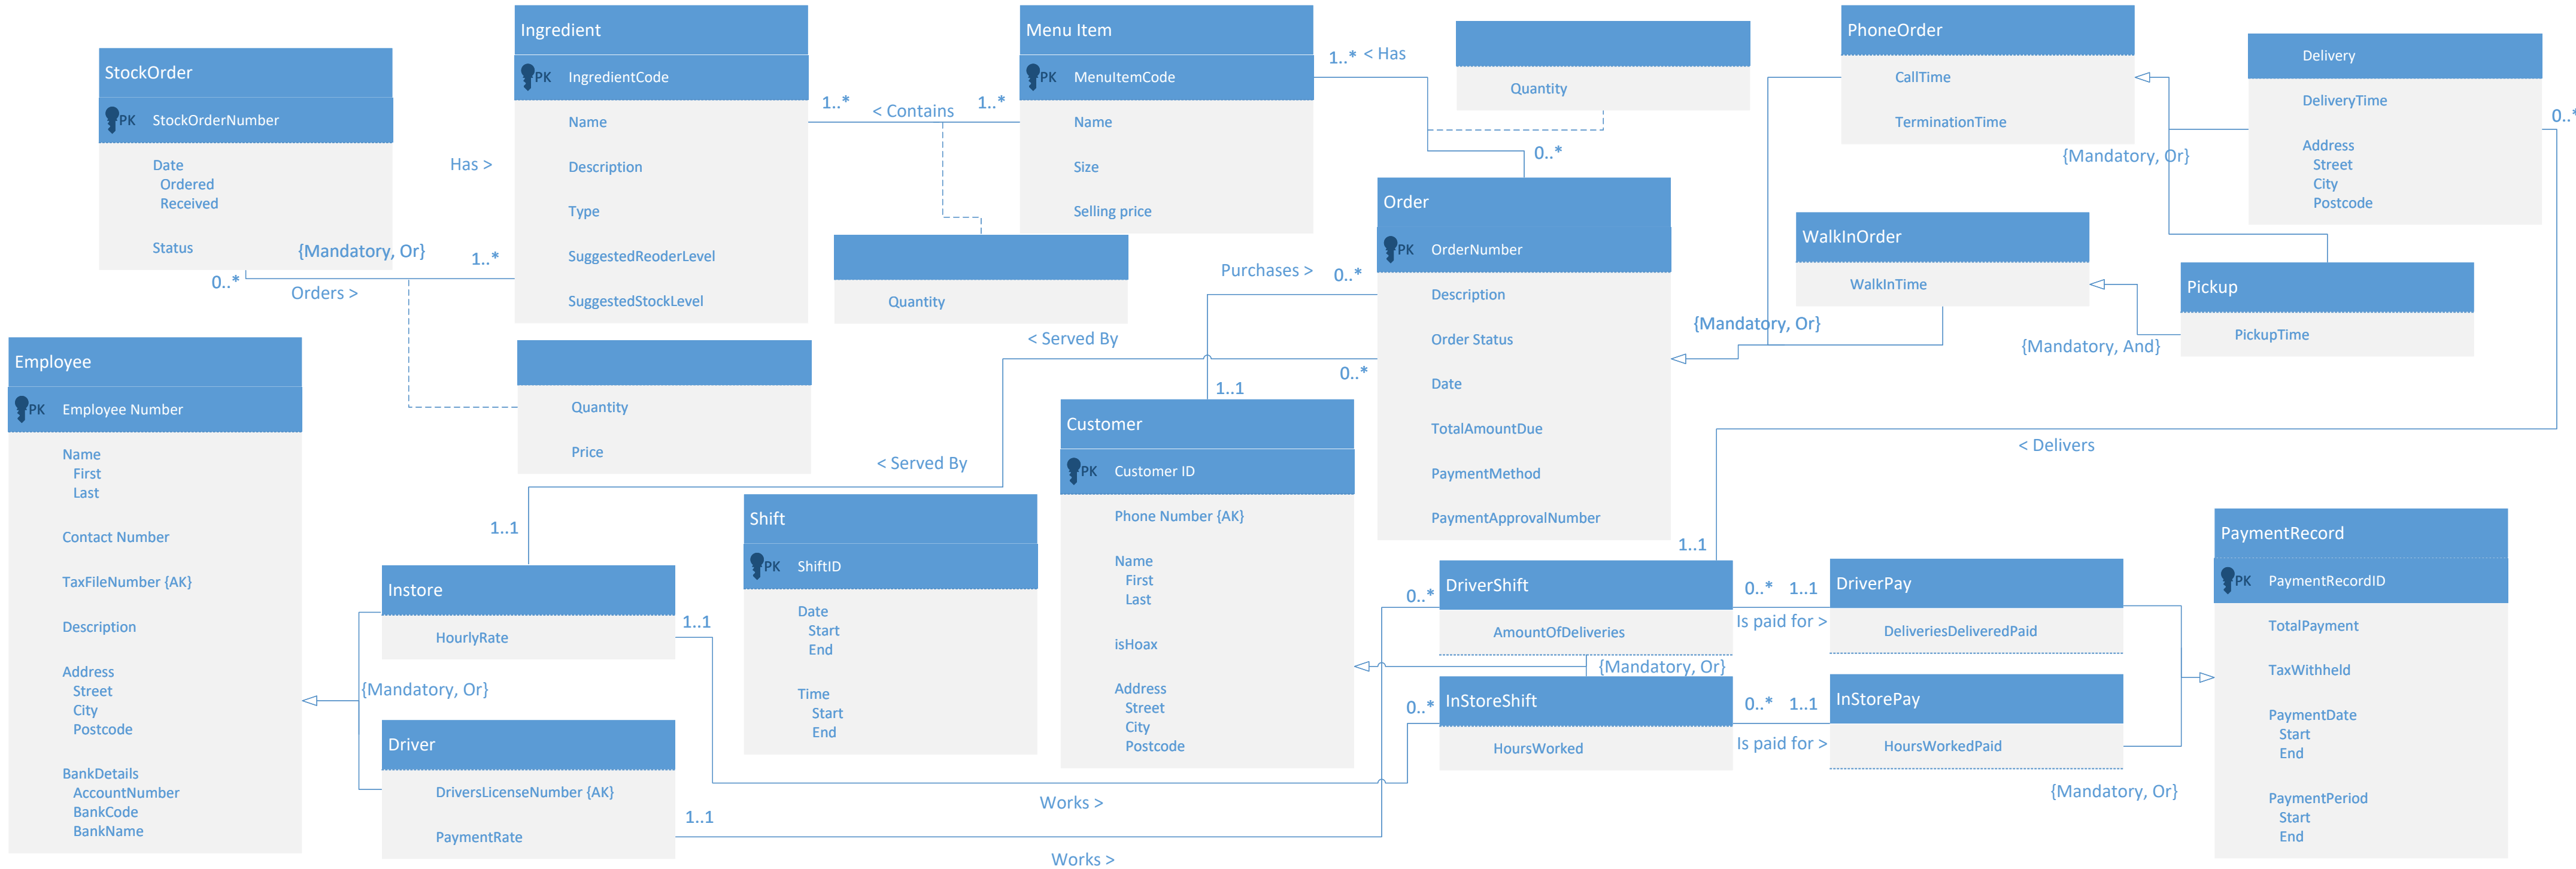 StockOrder
PK StockOrderNumber
Date
Ordered
Received
Status
0..*
{Mandatory, Or}
Orders >
Has >
1..*
Ingredient
PK IngredientCode
Name
Description
Type
SuggestedReoderLevel
SuggestedStockLevel
1..*
< Contains
1..*
Quantity
Quantity
Price
Menu Item
PK MenuItemCode
Name
Size
Selling price
1..* < Has
Quantity
0..*
Order
PK OrderNumber
Description
Order Status
Date
TotalAmountDue
PaymentMethod
PaymentApprovalNumber
Purchases > 0..*
< Served By
0..*
1..1
< Served By
1..1
PhoneOrder
CallTime
TerminationTime
{Mandatory, Or}
Delivery
DeliveryTime
Address
Street
City
Postcode
0..*
WalkInOrder
WalkInTime
{Mandatory, Or}
{Mandatory, And}
Pickup
PickupTime
< Delivers
1..1
Employee
PK Employee Number
Name
First
Last
Contact Number
TaxFileNumber {AK}
Description
Address
Street
City
Postcode
BankDetails
AccountNumber
BankCode
BankName
Instore
HourlyRate
1..1
{Mandatory, Or}
Driver
DriversLicenseNumber {AK}
PaymentRate
1..1
Shift
PK ShiftID
Date
Start
End
Time
Start
End
Customer
PK Customer ID
Phone Number {AK}
Name
First
Last
isHoax
Address
Street
City
Postcode
Works >
Works >
0..*
DriverShift
AmountOfDeliveries
{Mandatory, Or}
0..*
InStoreShift
HoursWorked
0..* 1..1
Is paid for >
0..* 1..1
Is paid for >
DriverPay
DeliveriesDeliveredPaid
InStorePay
HoursWorkedPaid
{Mandatory, Or}
PaymentRecord
PK PaymentRecordID
TotalPayment
TaxWithheld
PaymentDate
Start
End
PaymentPeriod
Start
End